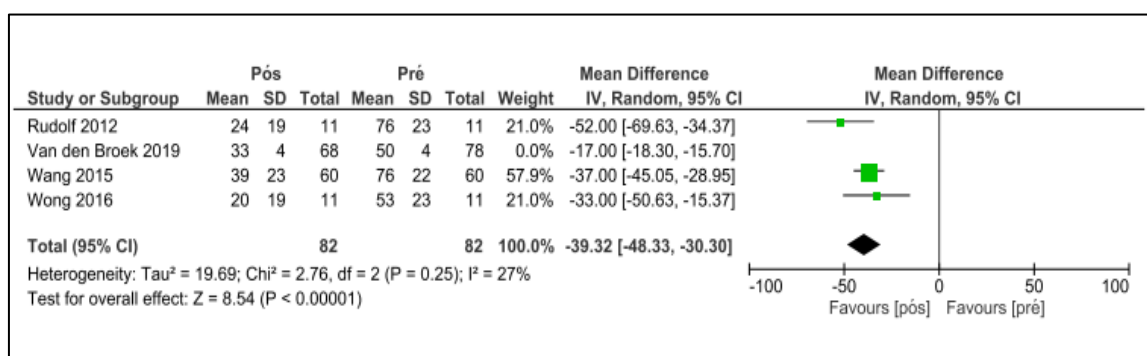 Pós Pré Mean Difference Mean Difference
Study or Subgroup Mean SD Total Mean SD Total Weight IV, Random, 95% CI IV, Random, 95% CI
Rudolf 2012 24 19 11 76 23 11 21.0% -52.00 [-69.63, -34.37]
Van den Broek 2019 33 4 68 50 4 78 0.0% -17.00 [-18.30, -15.70]
Wang 2015 39 23 60 76 22 60 57.9% -37.00 [-45.05, -28.95]
Wong 2016 20 19 11 53 23 11 21.0% -33.00 [-50.63, -15.37]
Total (95% CI) 82 82 100.0% -39.32 [-48.33, -30.30]
Heterogeneity: Tau² = 19.69; Chi² = 2.76, df = 2 (P = 0.25); I² = 27%
Test for overall effect: Z = 8.54 (P < 0.00001)
-100 -50 0 50 100
Favours [pós] Favours [pré]